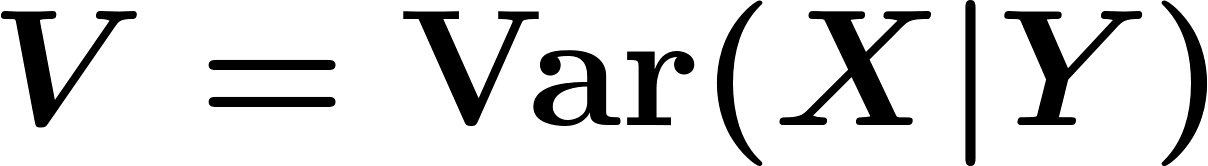 V = Var(X|Y)